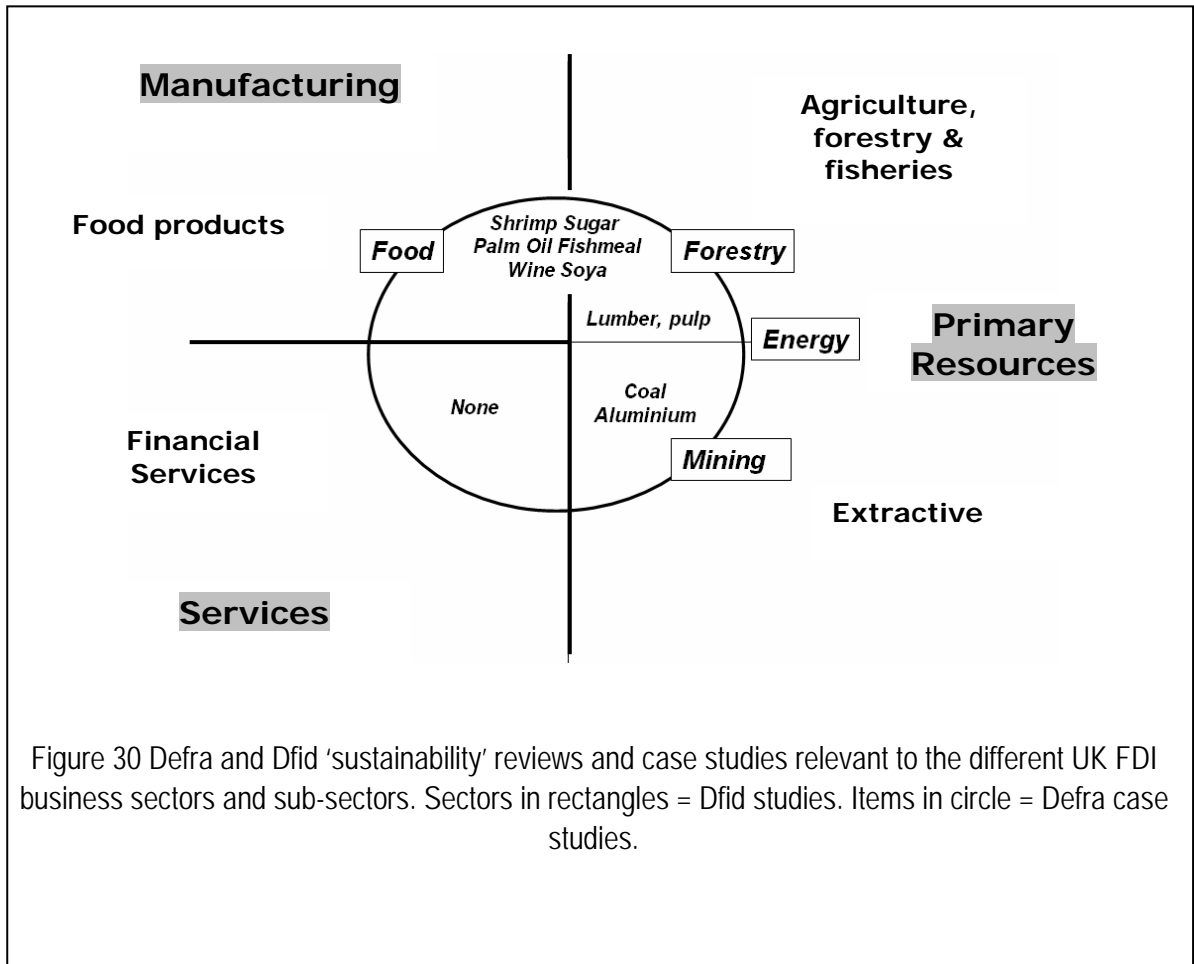 Manufacturing
Agriculture,
forestry &
fisheries
Food products
Food
Shrimp Sugar
Palm Oil Fishmeal
Wine Soya
Forestry
Lumber, pulp
Energy
Primary
Resources
None
Coal
Aluminium
Financial
Services
Mining
Extractive
Services
Figure 30 Defra and Dfid ‘sustainability’ reviews and case studies relevant to the different UK FDI
business sectors and sub-sectors. Sectors in rectangles = Dfid studies. Items in circle = Defra case
studies.